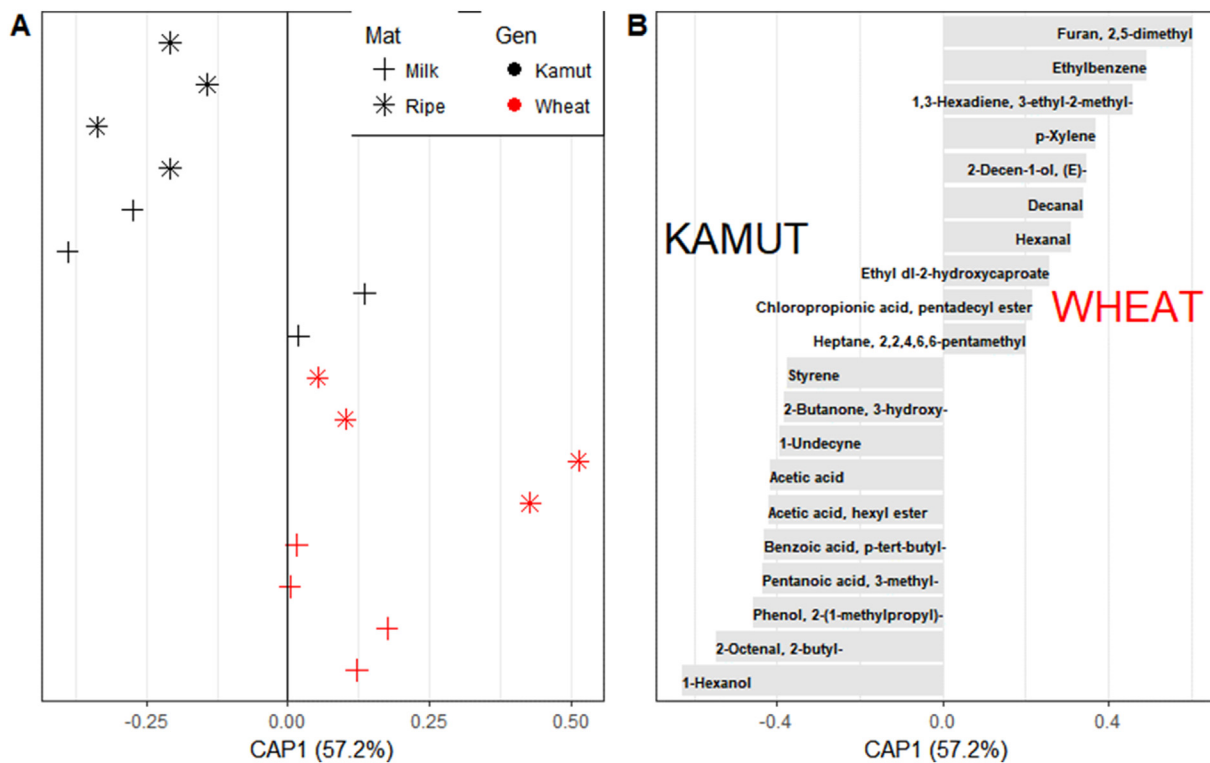 A
Mat
Gen
Milk
Kamut
Ripe
Wheat
-0.25
0.00
0.25
0.50
CAP1 (57.2%)
B
Furan, 2,5-dimethyl
Ethylbenzene
1,3-Hexadiene, 3-ethyl-2-methyl-
p-Xylene
2-Decen-1-ol, (E)-
Decanal
KAMUT
Hexanal
Ethyl dl-2-hydroxycaproate
Chloropropionic acid, pentadecyl ester
WHEAT
Heptane, 2,2,4,6,6-pentamethyl
Styrene
2-Butanone, 3-hydroxy-
1-Undecyne
Acetic acid
Acetic acid, hexyl ester
Benzoic acid, p-tert-butyl-
Pentanoic acid, 3-methyl-
Phenol, 2-(1-methylpropyl)-
2-Octenal, 2-butyl-
1-Hexanol
-0.4
0.0
0.4
CAP1 (57.2%)